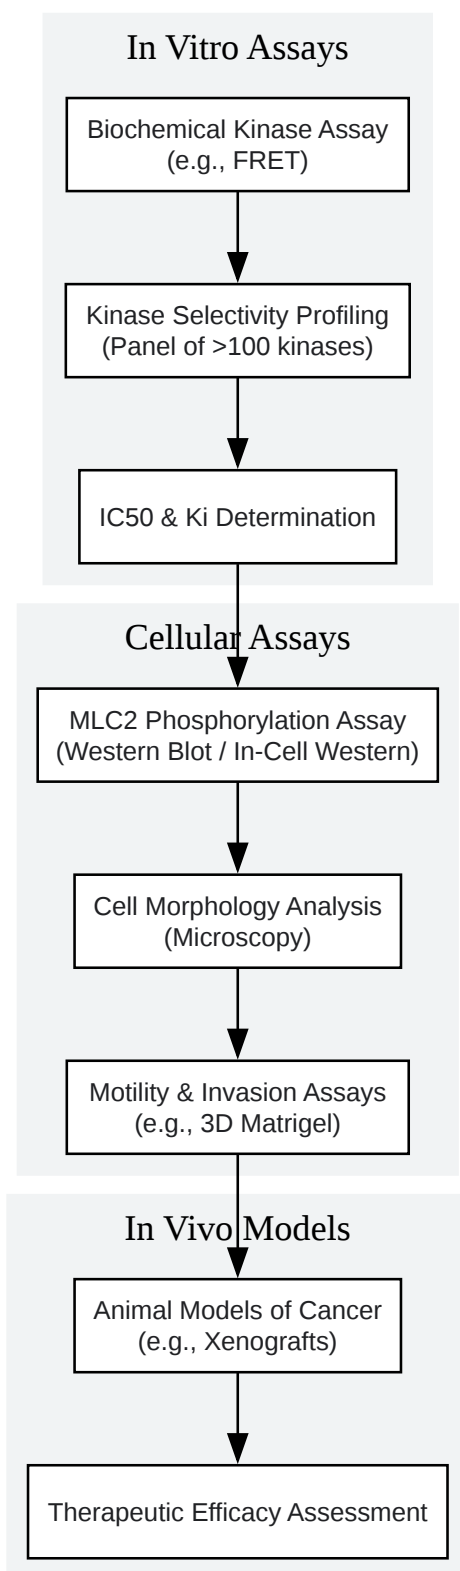 In Vitro Assays
Biochemical Kinase Assay
(e.g., FRET)
Kinase Selectivity Profiling
(Panel of >100 kinases)
IC50 & Ki Determination
Cellular Assays
MLC2 Phosphorylation Assay
(Western Blot / In-Cell Western)
Cell Morphology Analysis
(Microscopy)
Motility & Invasion Assays
(e.g., 3D Matrigel)
In Vivo Models
Animal Models of Cancer
(e.g., Xenografts)
Therapeutic Efficacy Assessment